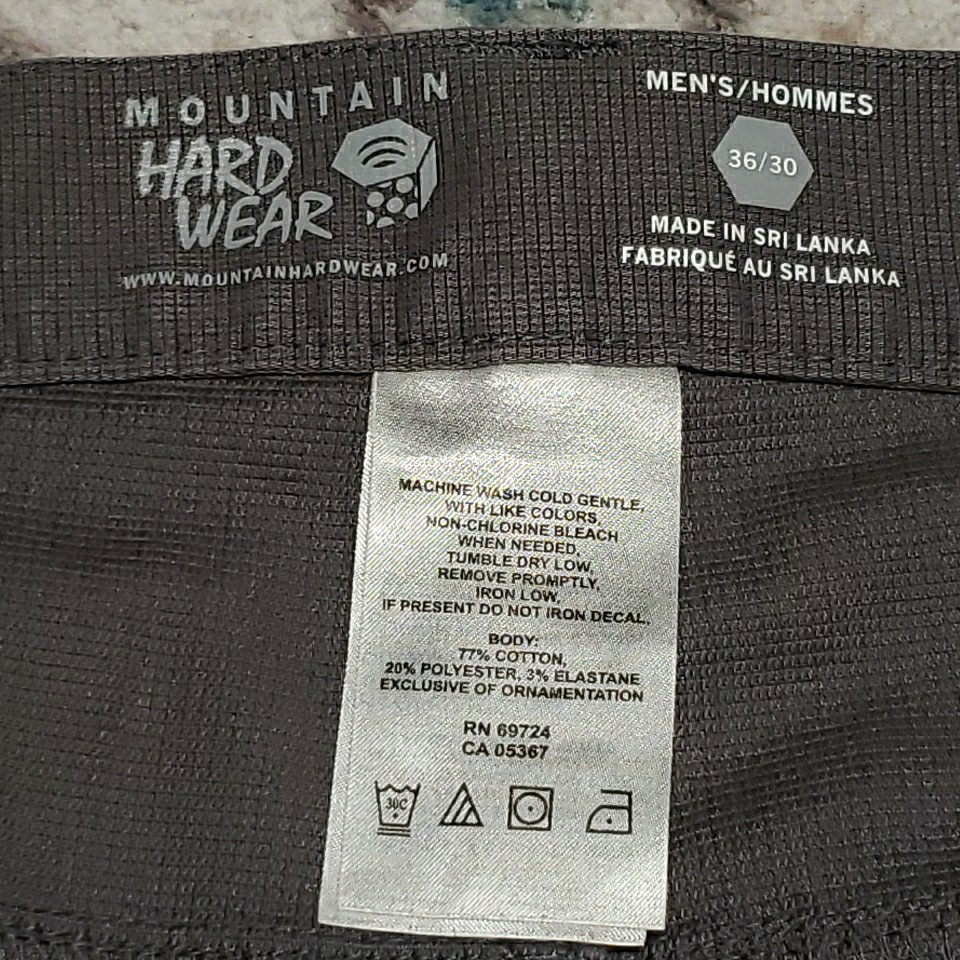 MOUNTAIN
HARD
WEAR
WWW.MOUNTAINHARDWEAR.COM
MEN'S/HOMMES
36/30
MADE IN SRI LANKA
FABRIQUÉ AU SRI LANKA
MACHINE WASH COLD GENTLE,
WITH LIKE COLORS,
NON-CHLORINE BLEACH
WHEN NEEDED,
TUMBLE DRY LOW,
REMOVE PROMPTLY,
IRON LOW,
IF PRESENT DO NOT IRON DECAL.
BODY:
77% COTTON,
20% POLYESTER, 3% ELASTANE
EXCLUSIVE OF ORNAMENTATION
RN 69724
CA 05367
30C